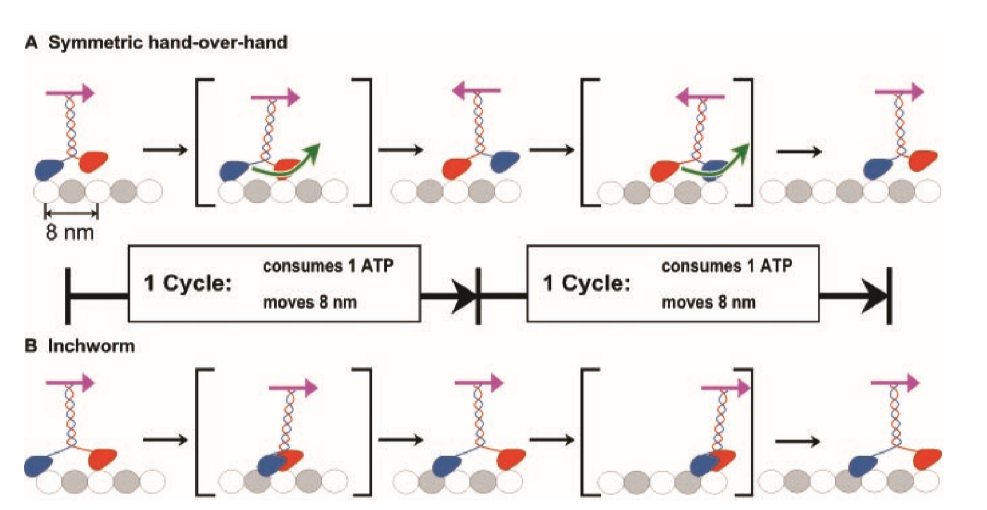 A Symmetric hand-over-hand
8 nm
1 Cycle:
consumes 1 ATP
moves 8 nm
1 Cycle:
consumes 1 ATP
moves 8 nm
B Inchworm